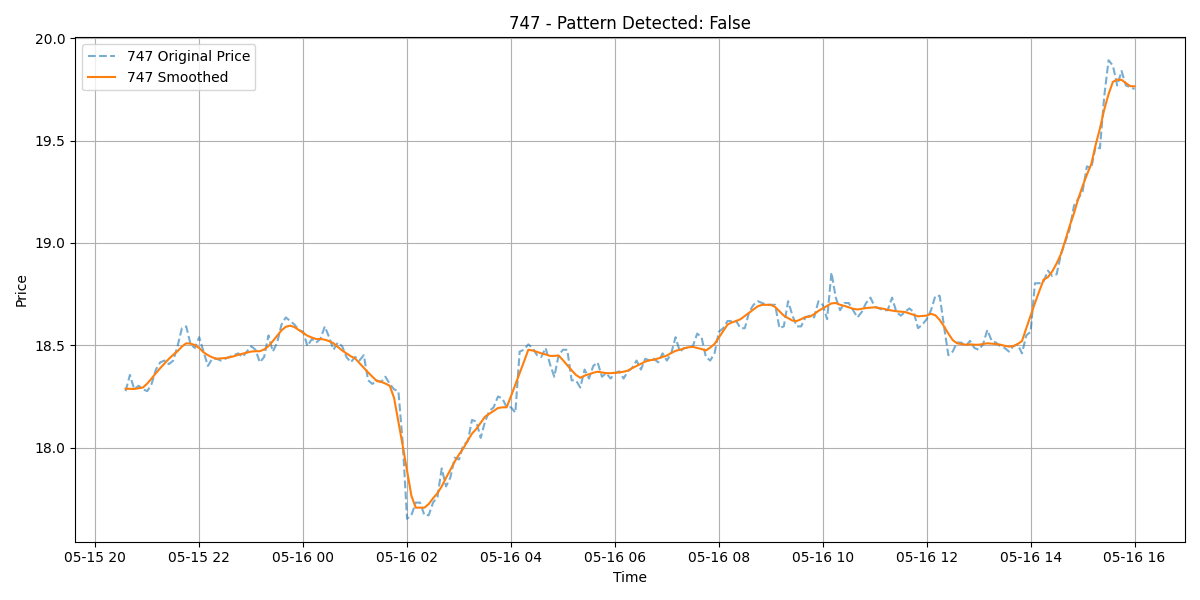 747 - Pattern Detected: False
747 Original Price
747 Smoothed
20.0
19.5
19.0
18.5
18.0
Price
05-15 20 05-15 22 05-16 00 05-16 02 05-16 04 05-16 06 05-16 08 05-16 10 05-16 12 05-16 14 05-16 16
Time